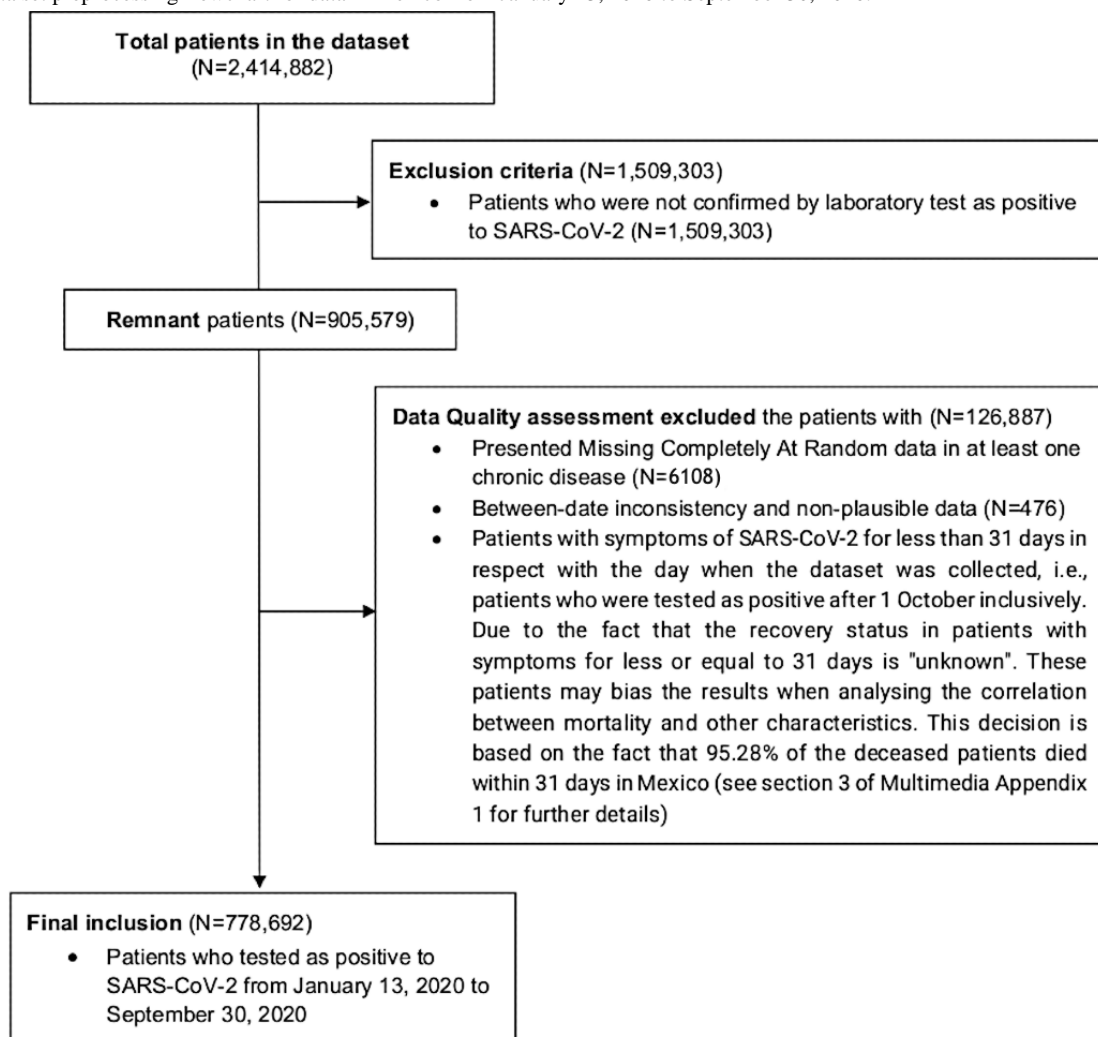 Total patients in the dataset
(N=2,414,882)
Exclusion criteria (N=1,509,303)
• Patients who were not confirmed by laboratory test as positive
to SARS-CoV-2 (N=1,509,303)
Remnant patients (N=905,579)
Data Quality assessment excluded the patients with (N=126,887)
• Presented Missing Completely At Random data in at least one
chronic disease (N=6108)
• Between-date inconsistency and non-plausible data (N=476)
• Patients with symptoms of SARS-CoV-2 for less than 31 days in
respect with the day when the dataset was collected, i.e.,
patients who were tested as positive after 1 October inclusively.
Due to the fact that the recovery status in patients with
symptoms for less or equal to 31 days is "unknown". These
patients may bias the results when analysing the correlation
between mortality and other characteristics. This decision is
based on the fact that 95.28% of the deceased patients died
within 31 days in Mexico (see section 3 of Multimedia Appendix
1 for further details)
Final inclusion (N=778,692)
• Patients who tested as positive to
SARS-CoV-2 from January 13, 2020 to
September 30, 2020